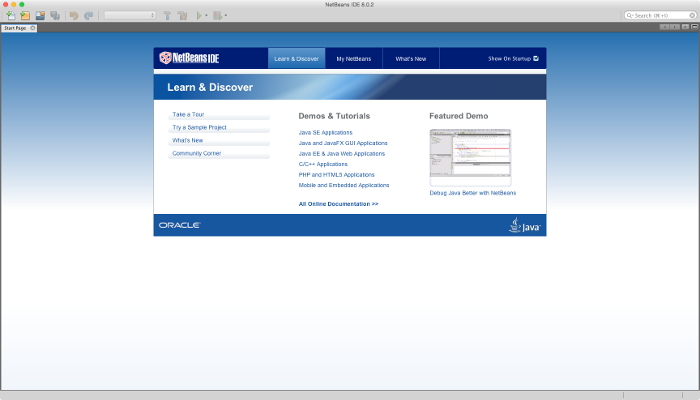 NetBeans IDE 8.0.2
Search (⌘+I)
Start Page
NetBeans IDE
Learn & Discover
My NetBeans
What's New
Show On Startup
Learn & Discover
Take a Tour
Try a Sample Project
What's New
Community Corner
Demos & Tutorials
Java SE Applications
Java and JavaFX GUI Applications
Java EE & Java Web Applications
C/C++ Applications
PHP and HTML5 Applications
Mobile and Embedded Applications
All Online Documentation >>
Featured Demo
Debug Java Better with NetBeans
ORACLE
Java